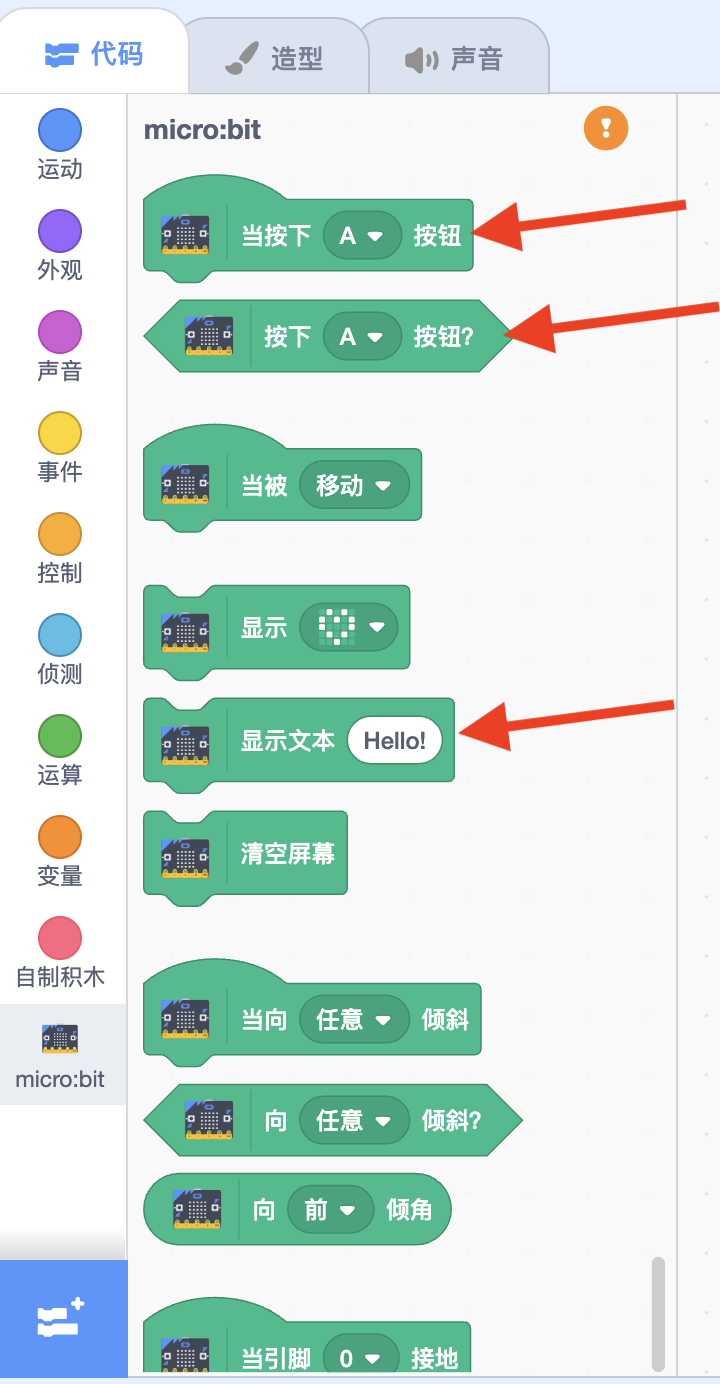 代码 造型 声音
运动
外观
声音
事件
控制
侦测
运算
变量
自制积木
micro:bit
micro:bit
当按下 A 按钮
按下 A 按钮?
当被 移动
显示
显示文本 Hello!
清空屏幕
当向 任意 倾斜
向 任意 倾斜?
向 前 倾角
当引脚 0 接地